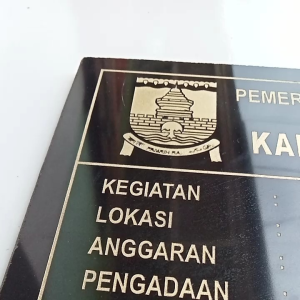 PEMER
KA
KEGIATAN :
LOKASI :
ANGGARAN :
PENGADAAN :